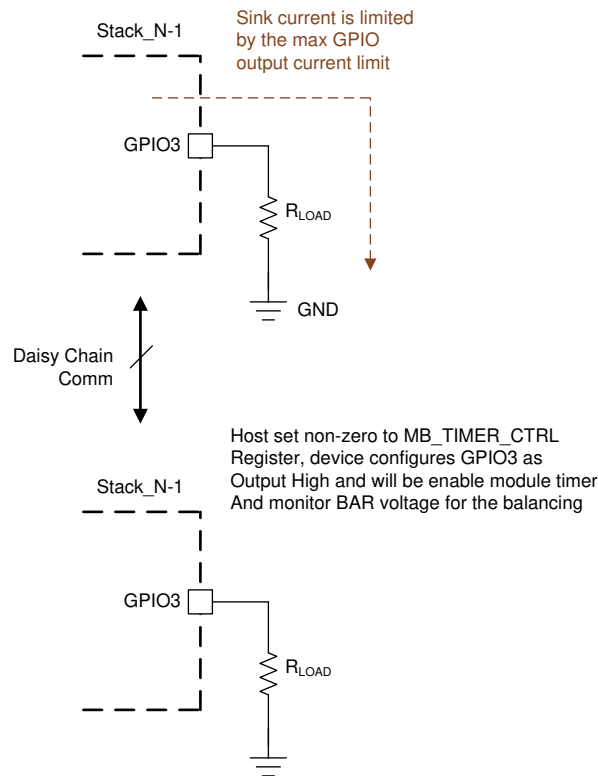 Stack_N-1
Sink current is limited
by the max GPIO
output current limit
GPIO3
RLOAD
GND
Daisy Chain
Comm
Host set non-zero to MB_TIMER_CTRL
Register, device configures GPIO3 as
Output High and will be enable module timer
And monitor BAR voltage for the balancing
Stack_N-1
GPIO3
RLOAD